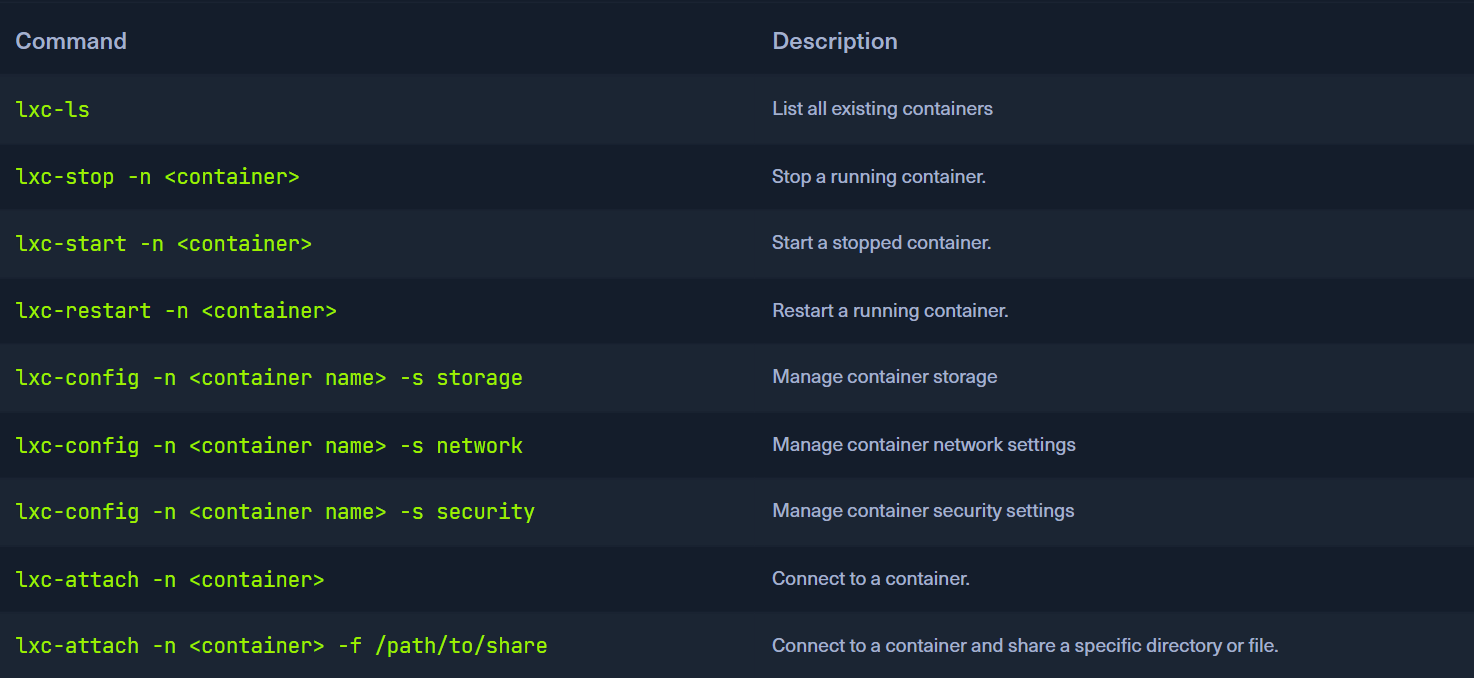 Command Description
lxc-ls List all existing containers
lxc-stop -n <container> Stop a running container.
lxc-start -n <container> Start a stopped container.
lxc-restart -n <container> Restart a running container.
lxc-config -n <container name> -s storage Manage container storage
lxc-config -n <container name> -s network Manage container network settings
lxc-config -n <container name> -s security Manage container security settings
lxc-attach -n <container> Connect to a container.
lxc-attach -n <container> -f /path/to/share Connect to a container and share a specific directory or file.